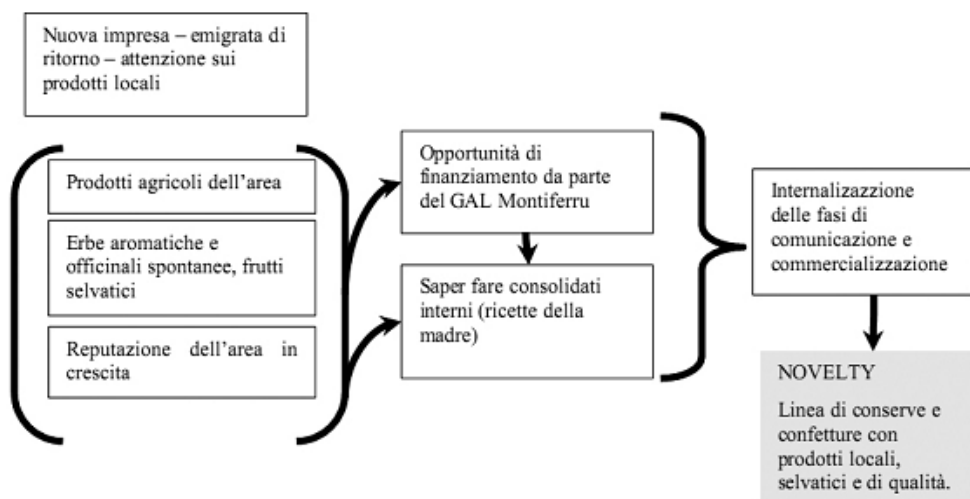 Nuova impresa – emigrata di
ritorno – attenzione sui
prodotti locali
Prodotti agricoli dell’area
Erbe aromatiche e
officinali spontanee, frutti
selvatici
Reputazione dell’area in
crescita
Opportunità di
finanziamento da parte
del GAL Montiferru
Saper fare consolidati
interni (ricette della
madre)
Internalizazzione
delle fasi di
comunicazione e
commercializzazione
NOVELTY
Linea di conserve e
confetture con
prodotti locali,
selvatici e di qualità.